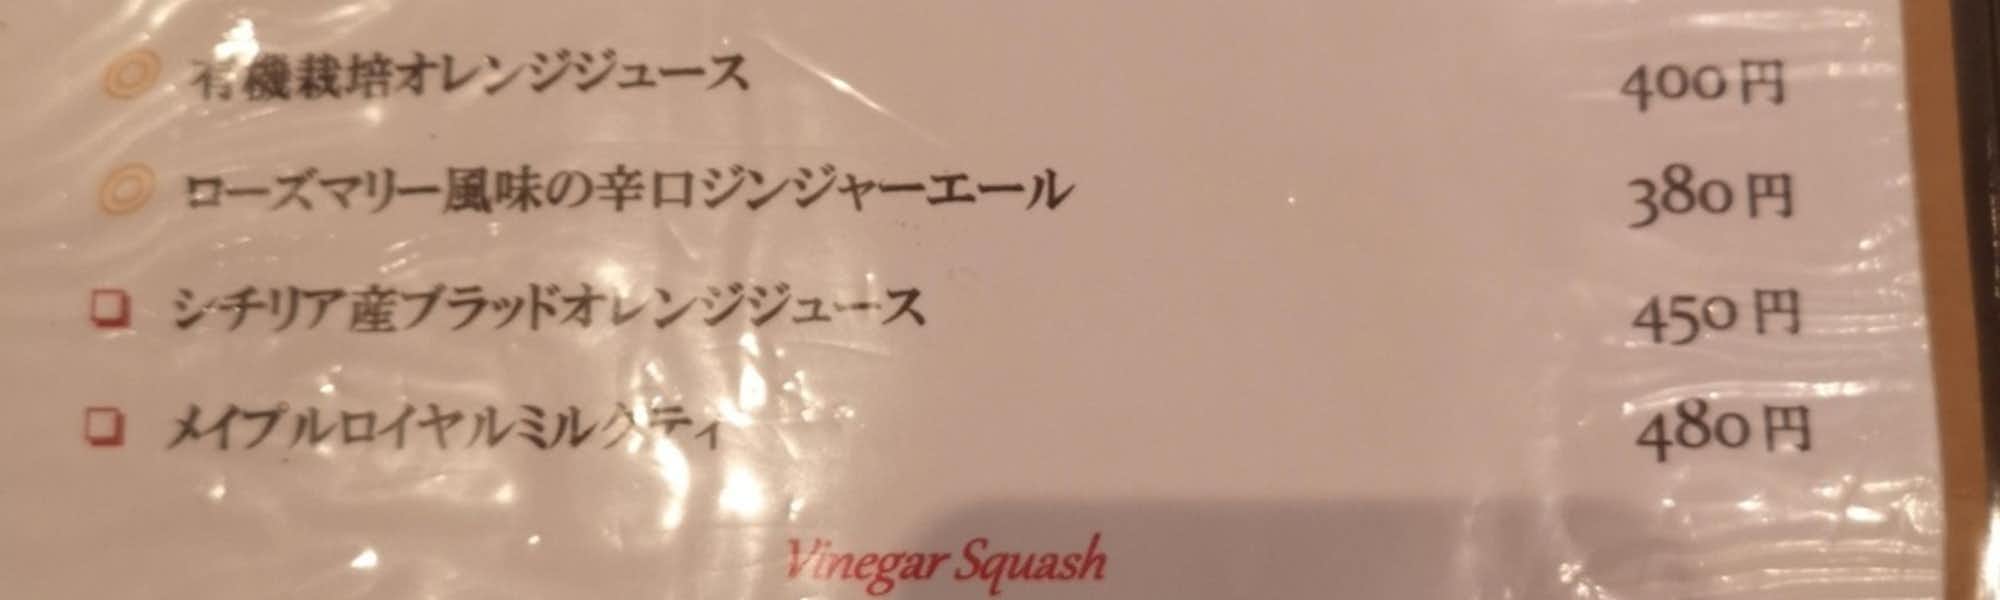 ◎ 有機栽培オレンジジュース 400円
◎ ローズマリー風味の辛口ジンジャーエール 380円
❏ シチリア産ブラッドオレンジジュース 450円
❏ メイプルロイヤルミルクティ 480円
Vinegar Squash